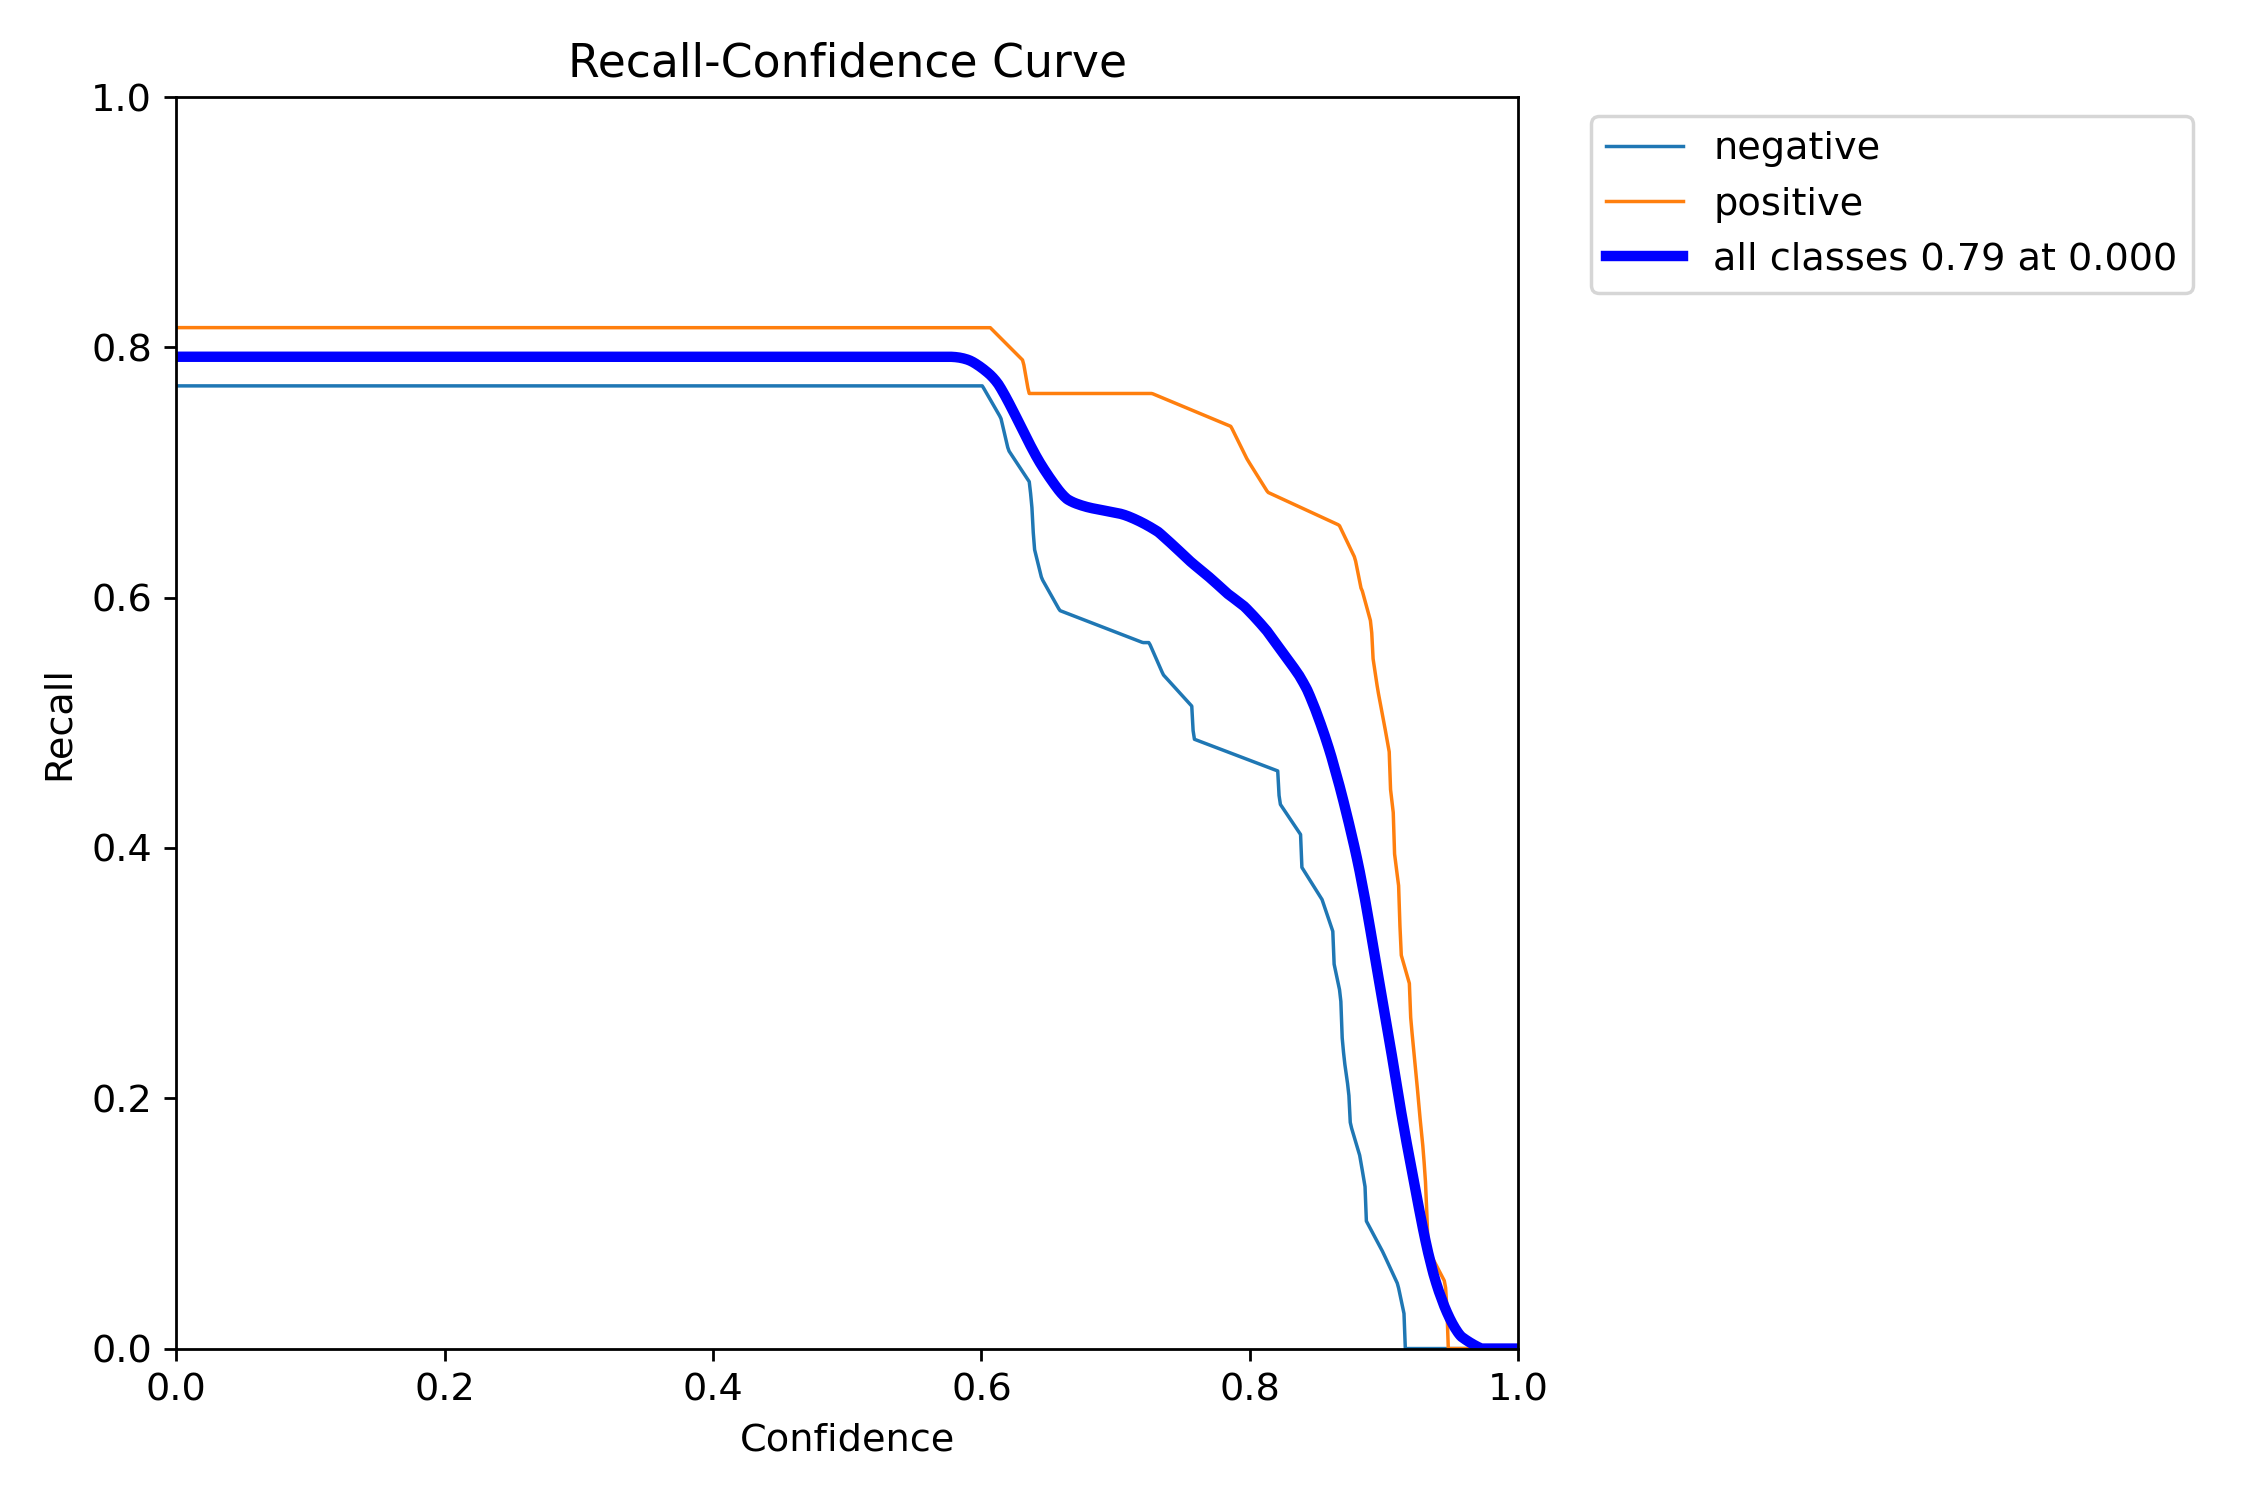 Recall-Confidence Curve
1.0
0.8
0.6
0.4
0.2
0.0
Recall
0.0 0.2 0.4 0.6 0.8 1.0
Confidence
negative
positive
all classes 0.79 at 0.000